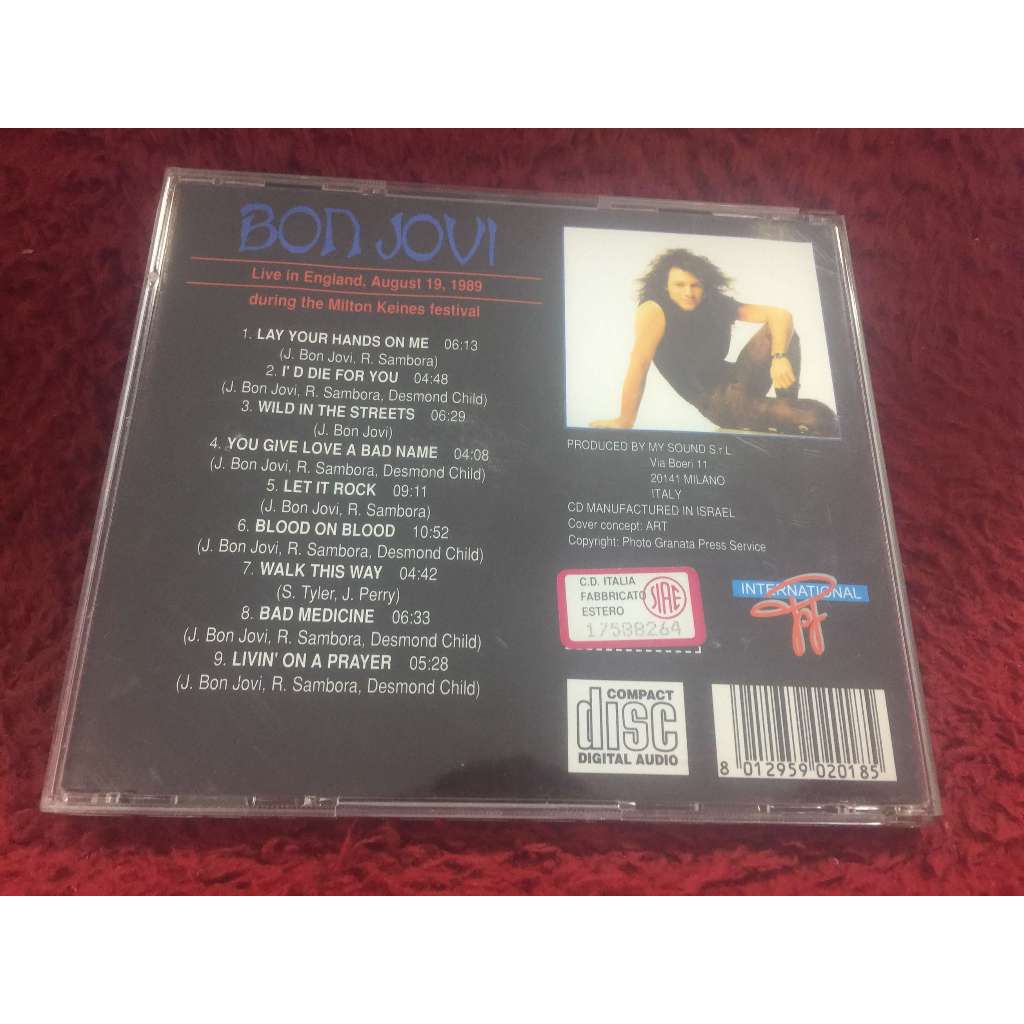 BON JOVI
Live in England, August 19, 1989
during the Milton Keines festival
1. LAY YOUR HANDS ON ME 06:13
(J. Bon Jovi, R. Sambora)
2. I' D DIE FOR YOU 04:48
(J. Bon Jovi, R. Sambora, Desmond Child)
3. WILD IN THE STREETS 06:29
(J. Bon Jovi)
4. YOU GIVE LOVE A BAD NAME 04:08
(J. Bon Jovi, R. Sambora, Desmond Child)
5. LET IT ROCK 09:11
(J. Bon Jovi, R. Sambora)
6. BLOOD ON BLOOD 10:52
(J. Bon Jovi, R. Sambora, Desmond Child)
7. WALK THIS WAY 04:42
(S. Tyler, J. Perry)
8. BAD MEDICINE 06:33
(J. Bon Jovi, R. Sambora, Desmond Child)
9. LIVIN' ON A PRAYER 05:28
(J. Bon Jovi, R. Sambora, Desmond Child)
PRODUCED BY MY SOUND S.r.L.
Via Boeri 11
20141 MILANO
ITALY
CD MANUFACTURED IN ISRAEL
Cover concept: ART
Copyright: Photo Granata Press Service
C.D. ITALIA
FABBRICATO
ESTERO
SIAE
17588264
INTERNATIONAL
COMPACT
disc
DIGITAL AUDIO
8 012959 020185